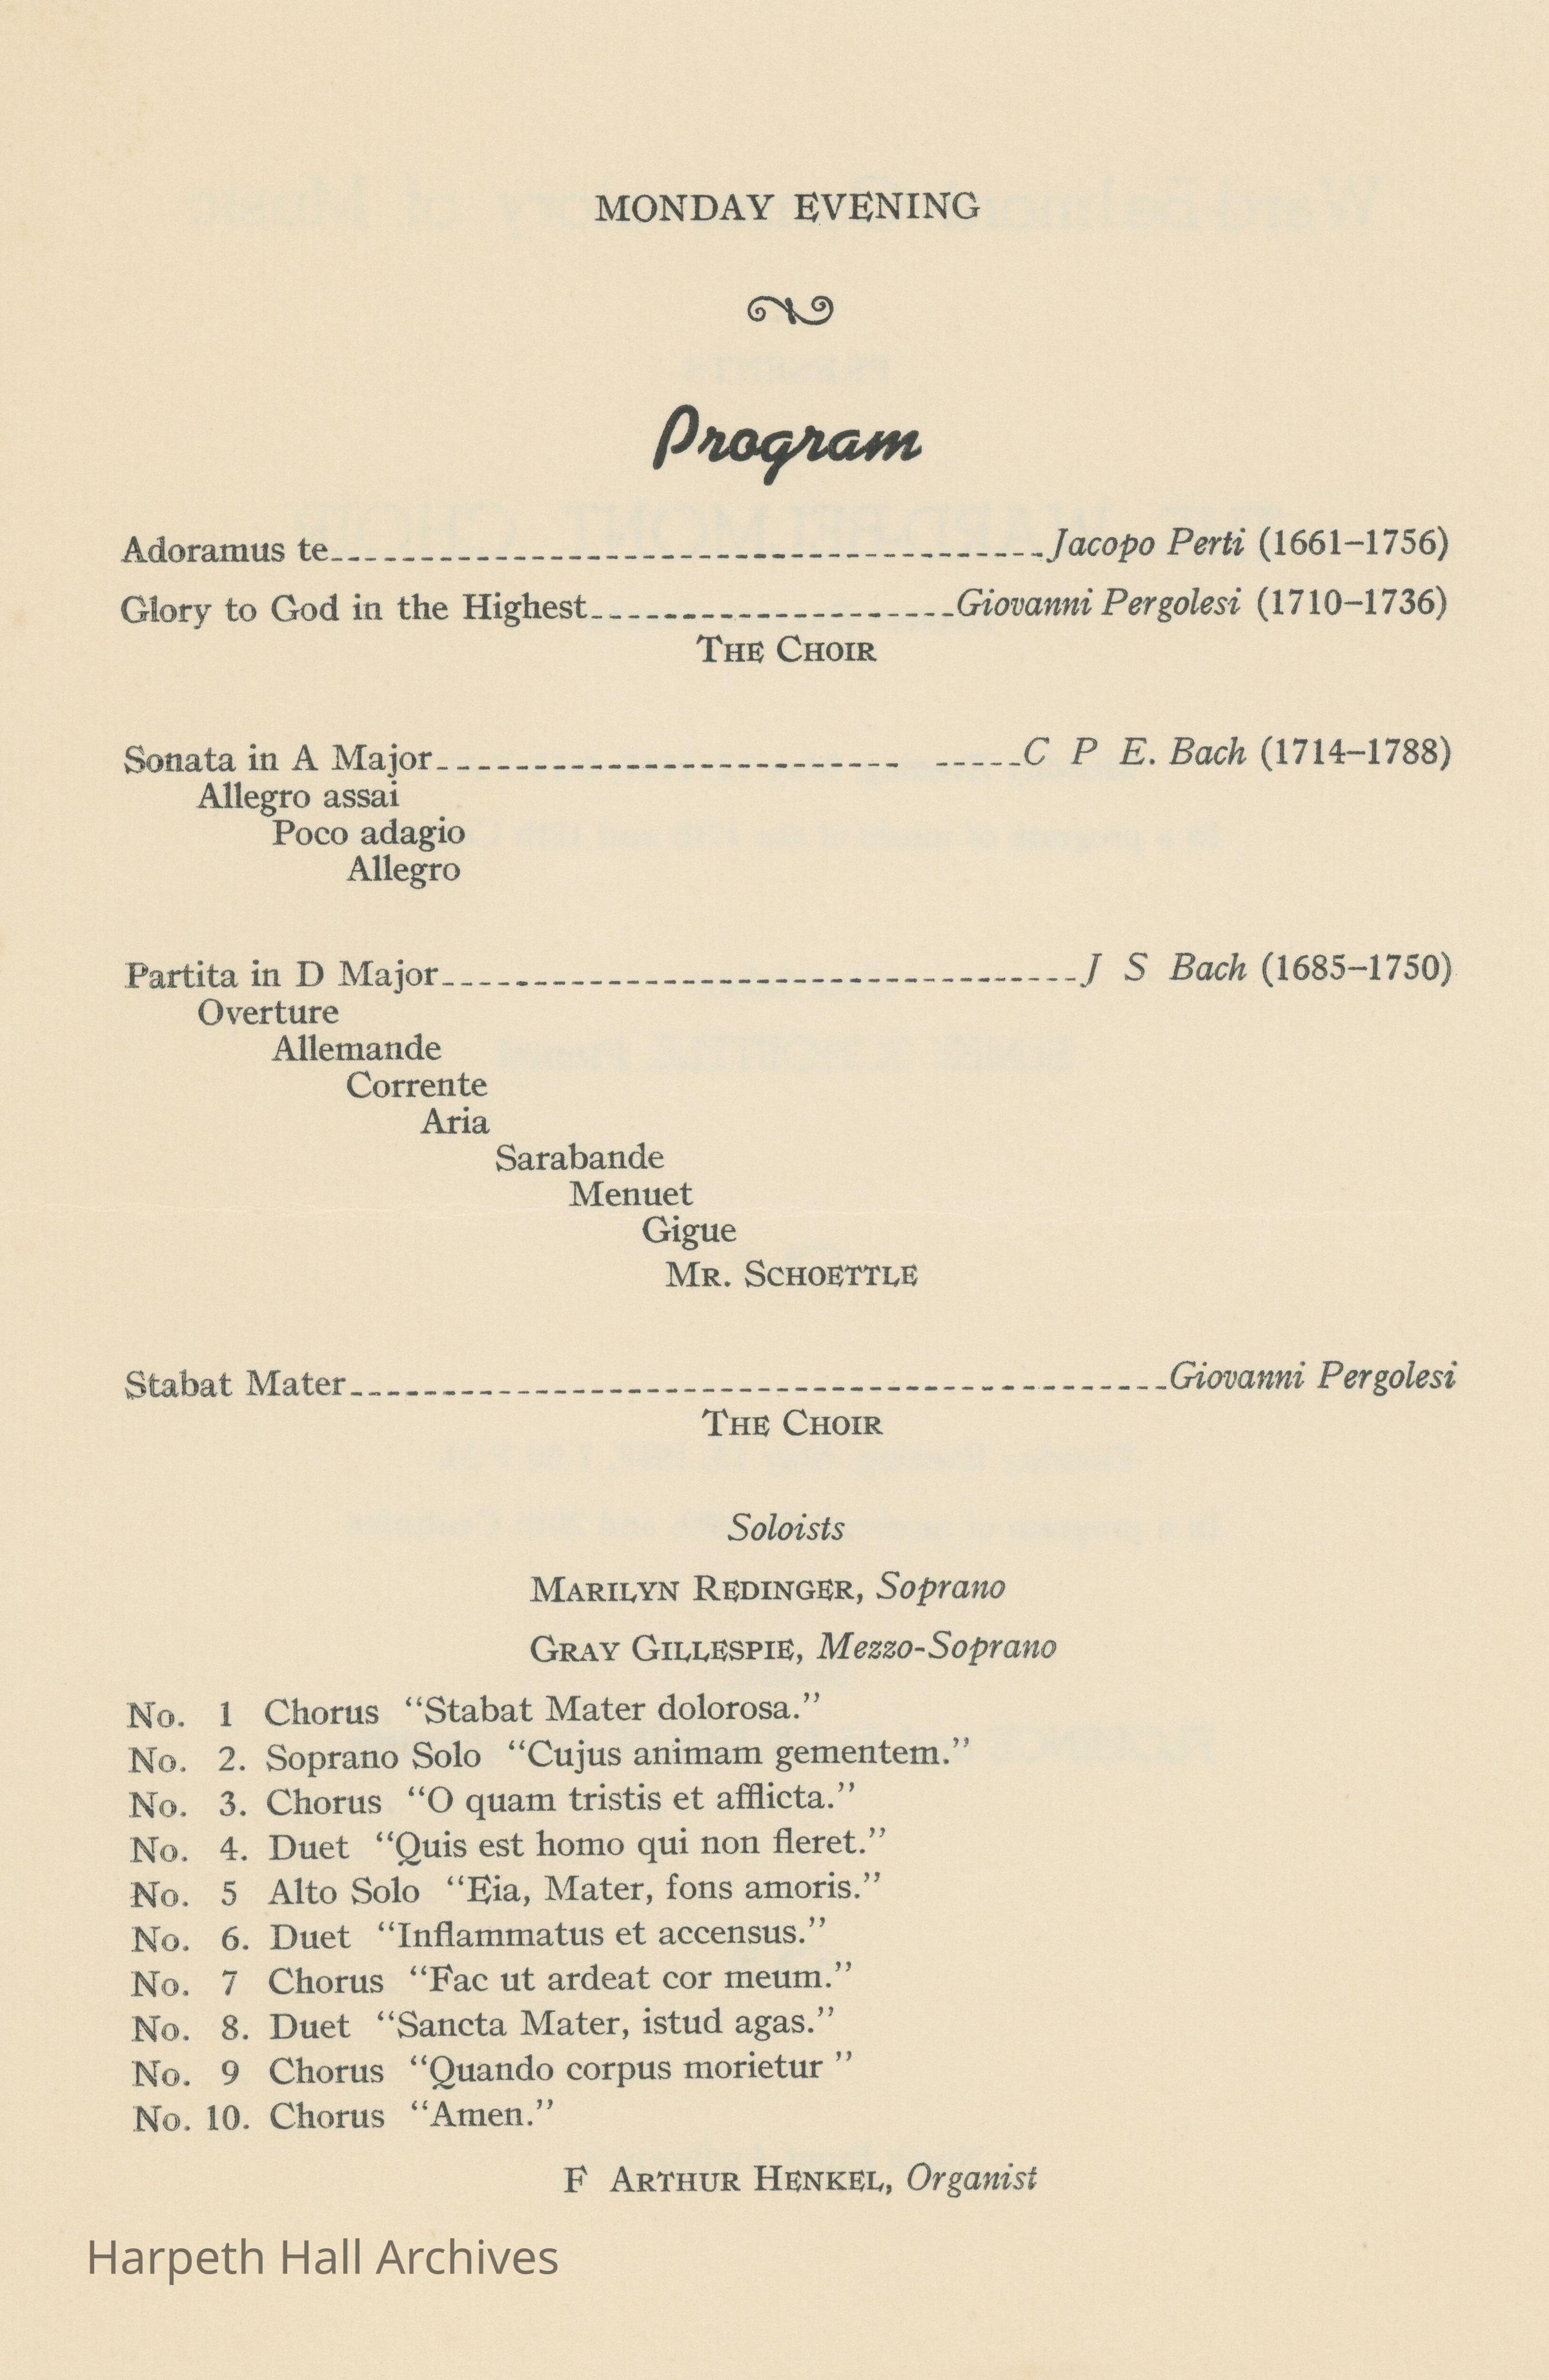 MONDAY EVENING
Program
Adoramus te Jacopo Perti (1661–1756)
Glory to God in the Highest Giovanni Pergolesi (1710–1736)
THE CHOIR
Sonata in A Major C P E. Bach (1714–1788)
Allegro assai
Poco adagio
Allegro
Partita in D Major J S Bach (1685–1750)
Overture
Allemande
Corrente
Aria
Sarabande
Menuet
Gigue
MR. SCHOETTLE
Stabat Mater Giovanni Pergolesi
THE CHOIR
Soloists
MARILYN REDINGER, Soprano
GRAY GILLESPIE, Mezzo-Soprano
No. 1 Chorus “Stabat Mater dolorosa.”
No. 2. Soprano Solo “Cujus animam gementem.”
No. 3. Chorus “O quam tristis et afflicta.”
No. 4. Duet “Quis est homo qui non fleret.”
No. 5 Alto Solo “Eia, Mater, fons amoris.”
No. 6. Duet “Inflammatus et accensus.”
No. 7 Chorus “Fac ut ardeat cor meum.”
No. 8. Duet “Sancta Mater, istud agas.”
No. 9 Chorus “Quando corpus morietur ”
No. 10. Chorus “Amen.”
F ARTHUR HENKEL, Organist
Harpeth Hall Archives